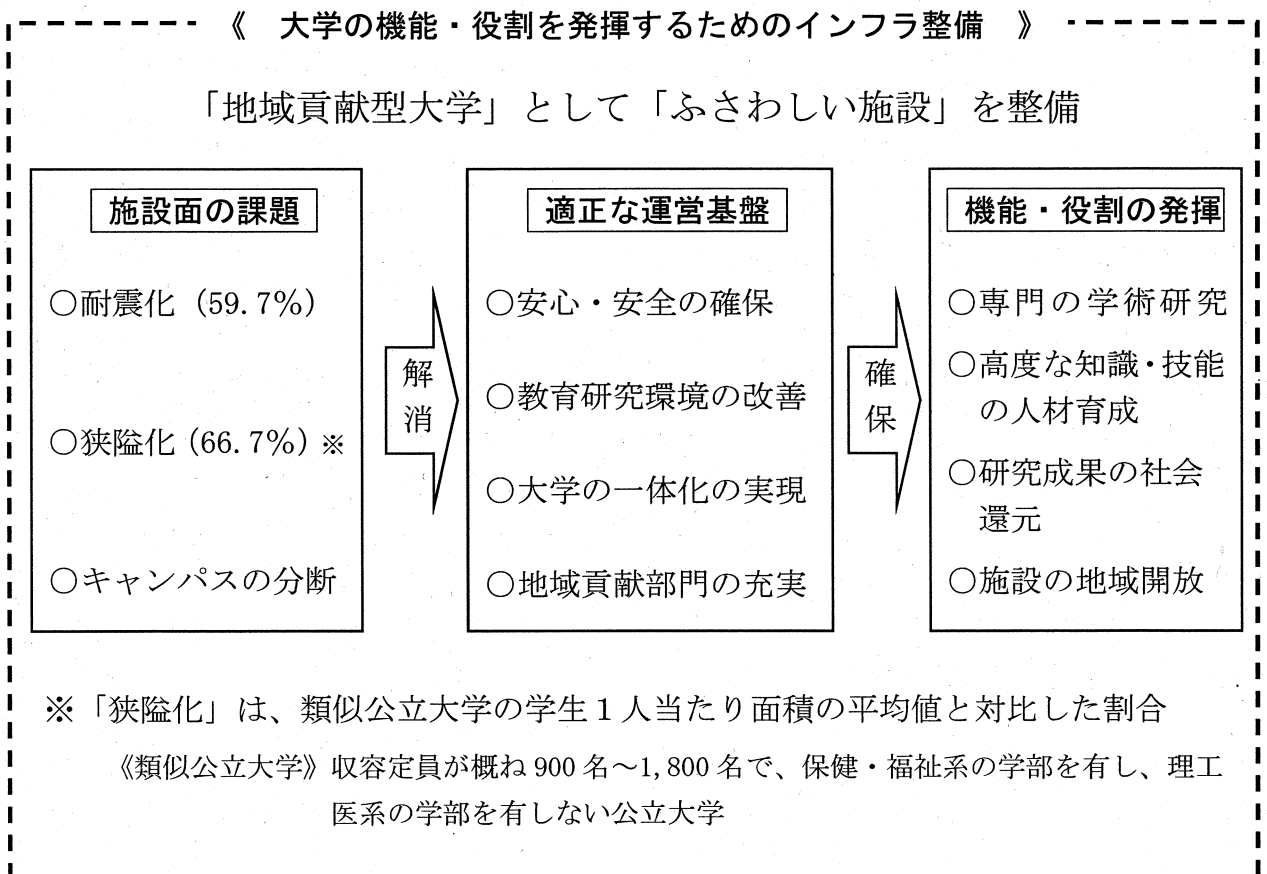 《 大学の機能・役割を発揮するためのインフラ整備 》
「地域貢献型大学」として「ふさわしい施設」を整備
施設面の課題
○耐震化（59.7％）
○狭隘化（66.7％）※
○キャンパスの分断
解
消
適正な運営基盤
○安心・安全の確保
○教育研究環境の改善
○大学の一体化の実現
○地域貢献部門の充実
確
保
機能・役割の発揮
○専門の学術研究
○高度な知識・技能
の人材育成
○研究成果の社会
還元
○施設の地域開放
※「狭隘化」は、類似公立大学の学生１人当たり面積の平均値と対比した割合
《類似公立大学》収容定員が概ね 900 名～1,800 名で、保健・福祉系の学部を有し、理工
医系の学部を有しない公立大学